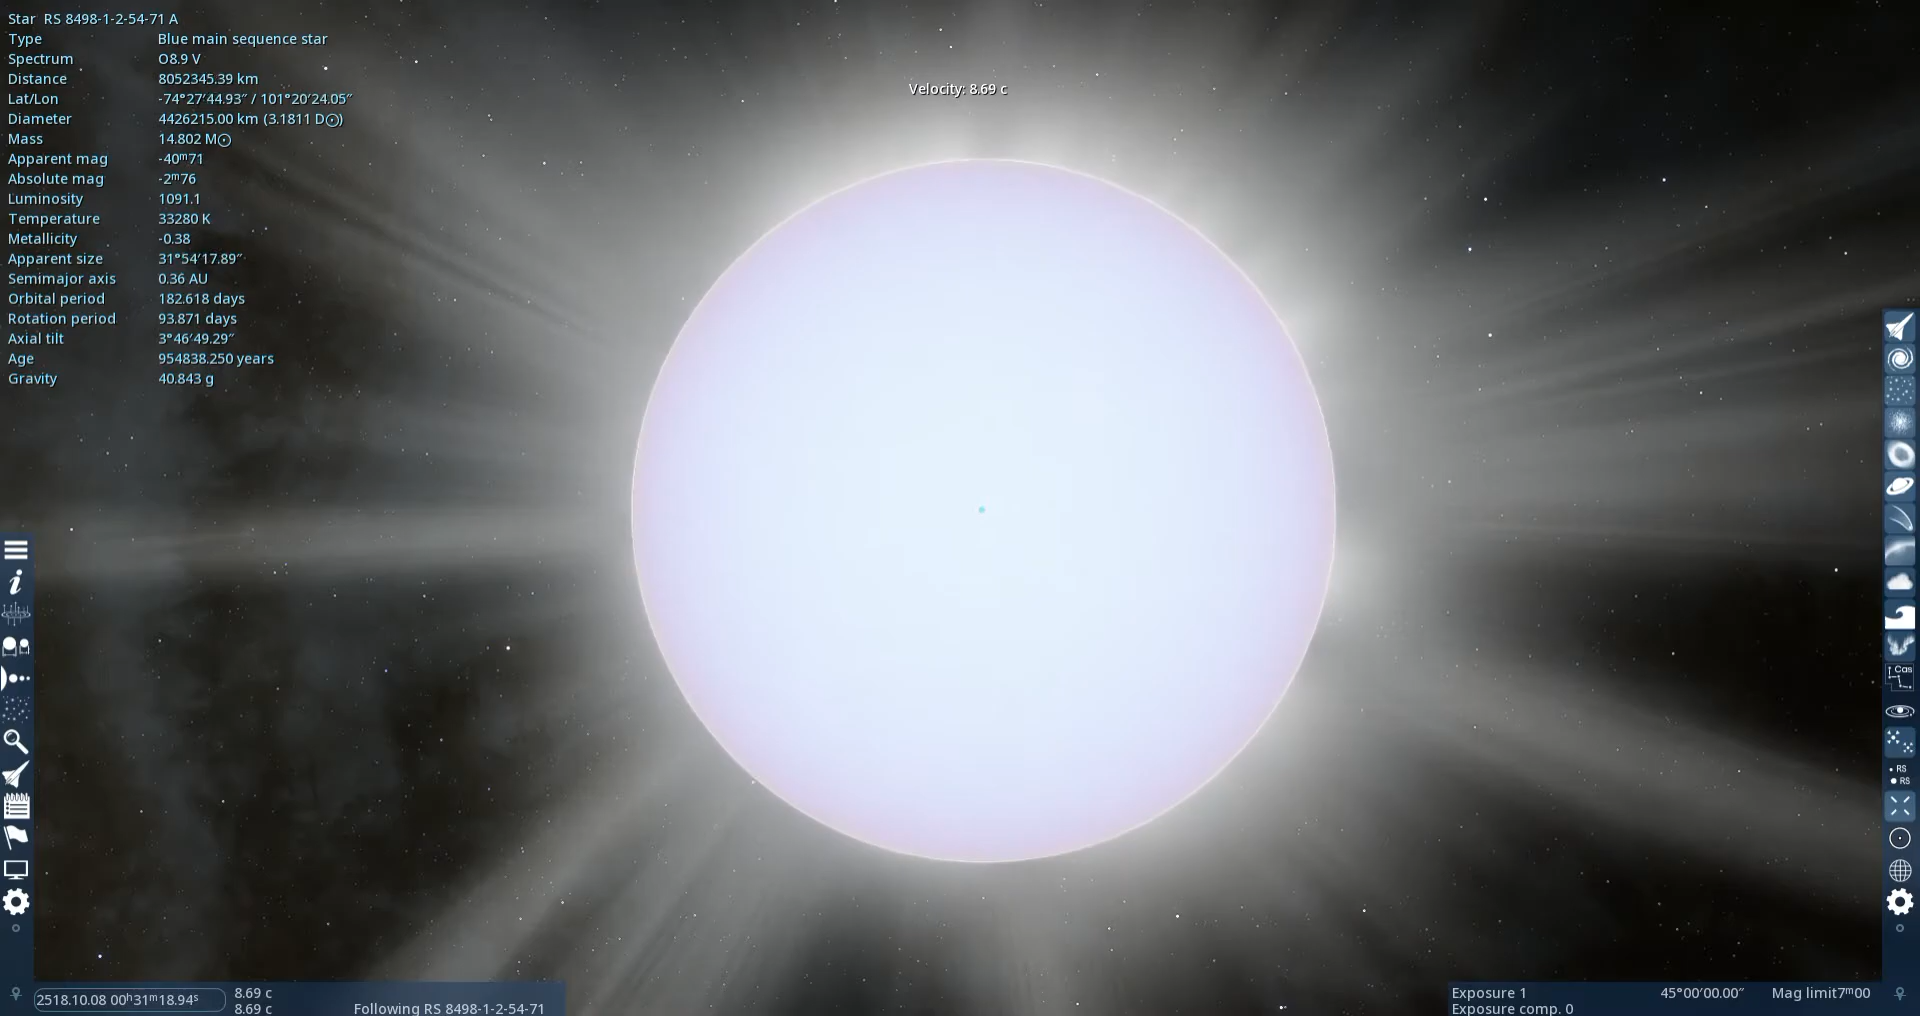 Star RS 8498-1-2-54-71 A
Type Blue main sequence star
Spectrum O8.9 V
Distance 8052345.39 km
Lat/Lon -74°27′44.93″ / 101°20′24.05″
Diameter 4426215.00 km (3.1811 D☉)
Mass 14.802 M☉
Apparent mag -40ᵐ71
Absolute mag -2ᵐ76
Luminosity 1091.1
Temperature 33280 K
Metallicity -0.38
Apparent size 31°54′17.89″
Semimajor axis 0.36 AU
Orbital period 182.618 days
Rotation period 93.871 days
Axial tilt 3°46′49.29″
Age 954838.250 years
Gravity 40.843 g
Velocity: 8.69 c
Cas
RS
RS
2518.10.08 00ʰ31ᵐ18.94ˢ
8.69 c
8.69 c
Following RS 8498-1-2-54-71
Exposure 1
Exposure comp. 0
45°00′00.00″
Mag limit7ᵐ00